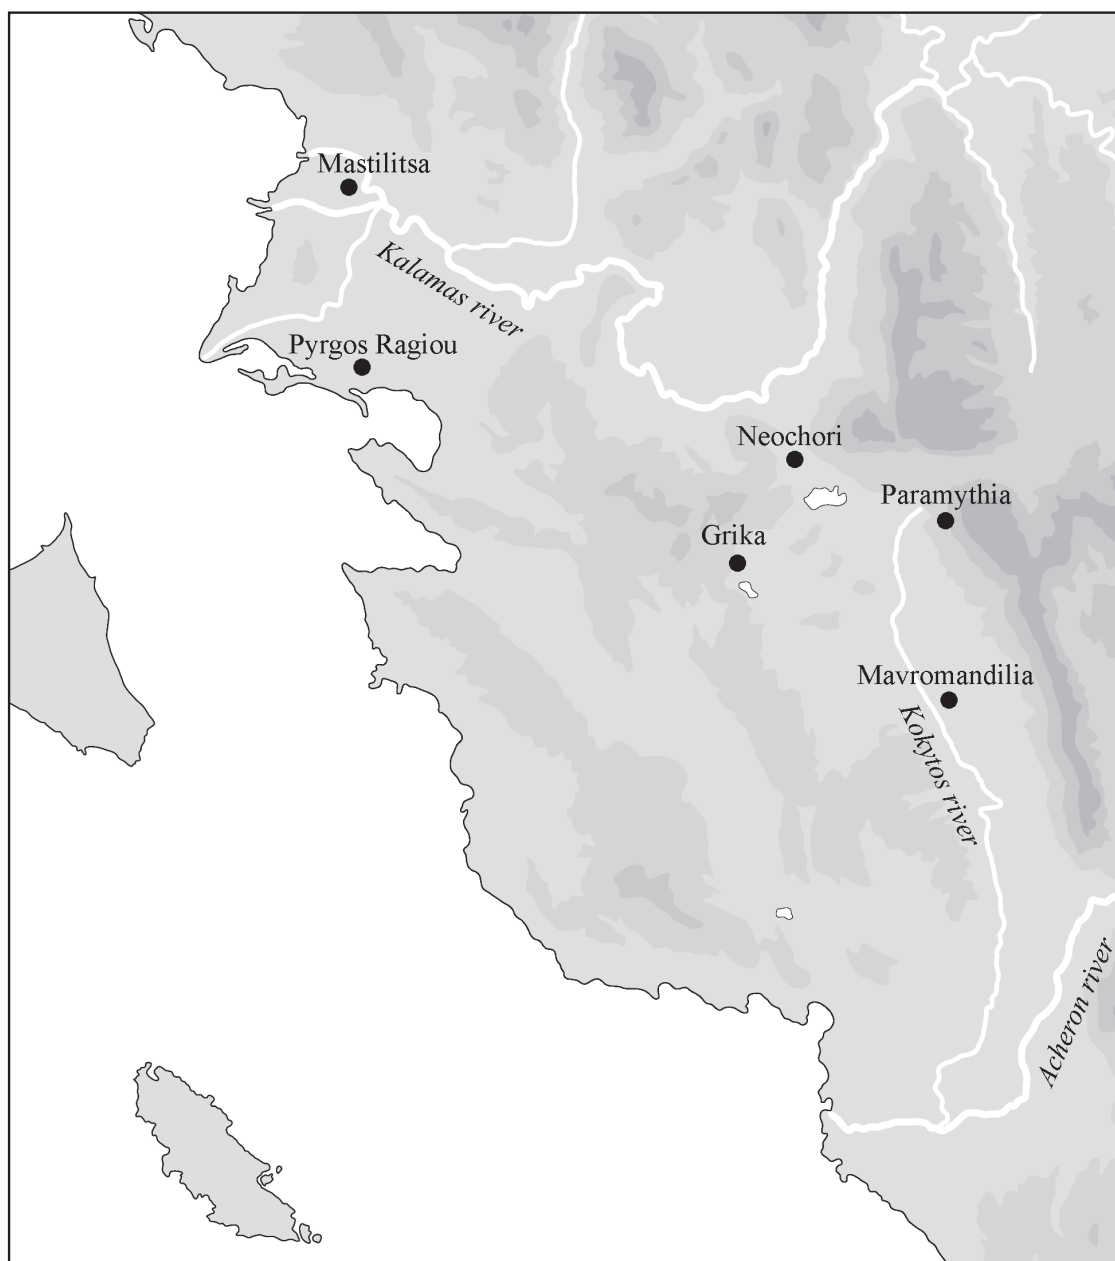 Mastilitsa
Kalamas river
Pyrgos Ragiou
Neochori
Paramythia
Grika
Mavromandilia
Kokytos river
Acheron river